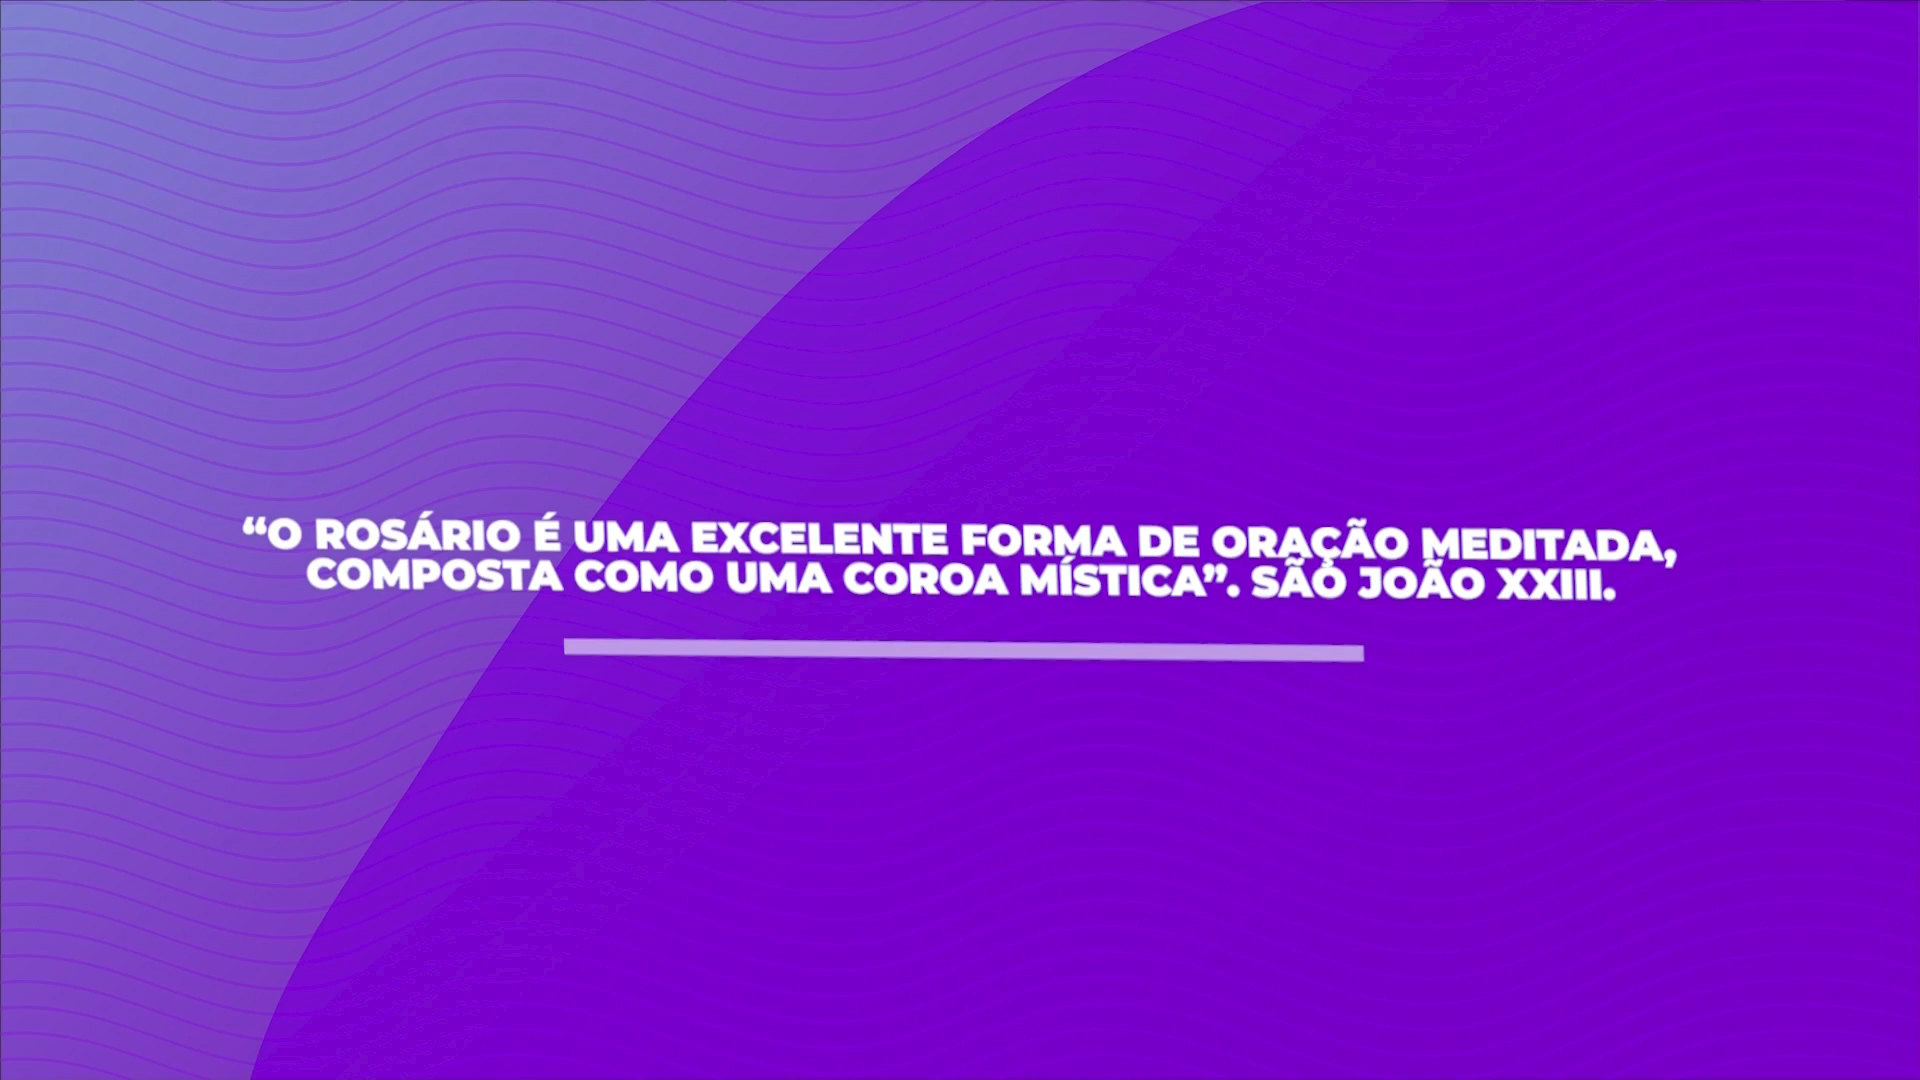 “O ROSÁRIO É UMA EXCELENTE FORMA DE ORAÇÃO MEDITADA,
COMPOSTA COMO UMA COROA MÍSTICA”. SÃO JOÃO XXIII.